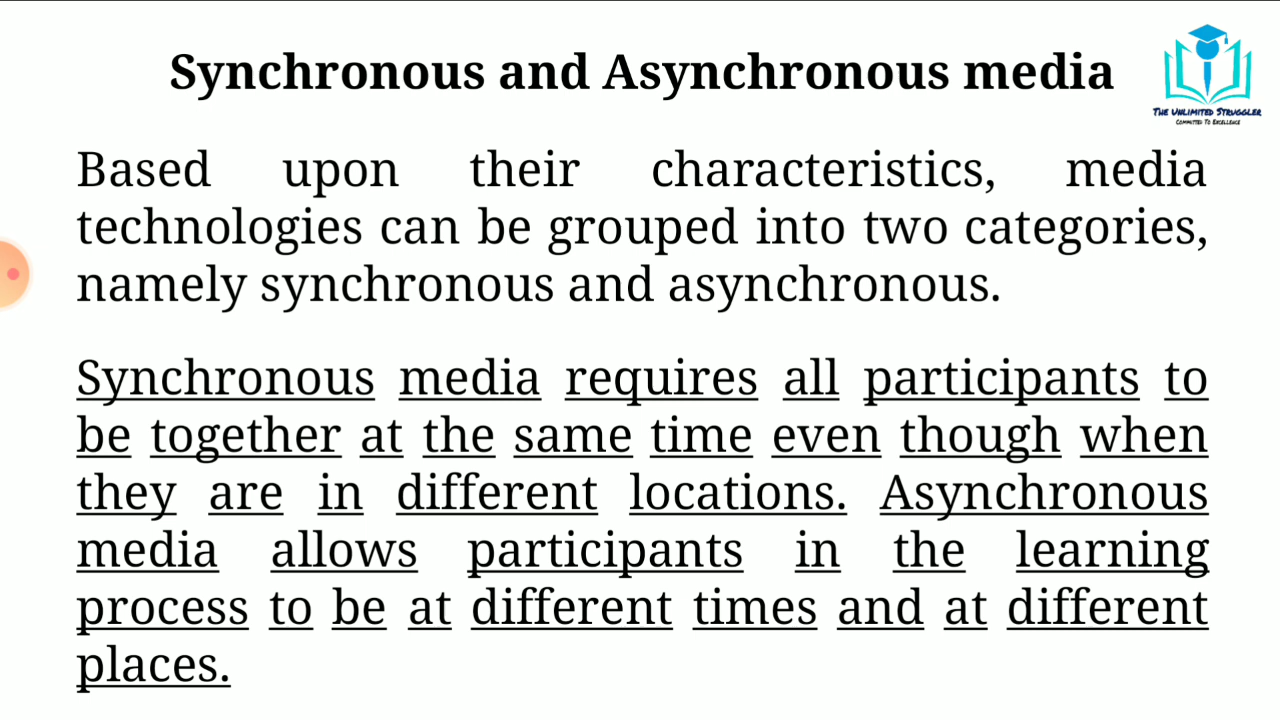 Synchronous and Asynchronous media
THE UNLIMITED STRUGGLER
COMMITTED TO EXCELLENCE
Based upon their characteristics, media
technologies can be grouped into two categories,
namely synchronous and asynchronous.
Synchronous media requires all participants to
be together at the same time even though when
they are in different locations. Asynchronous
media allows participants in the learning
process to be at different times and at different
places.